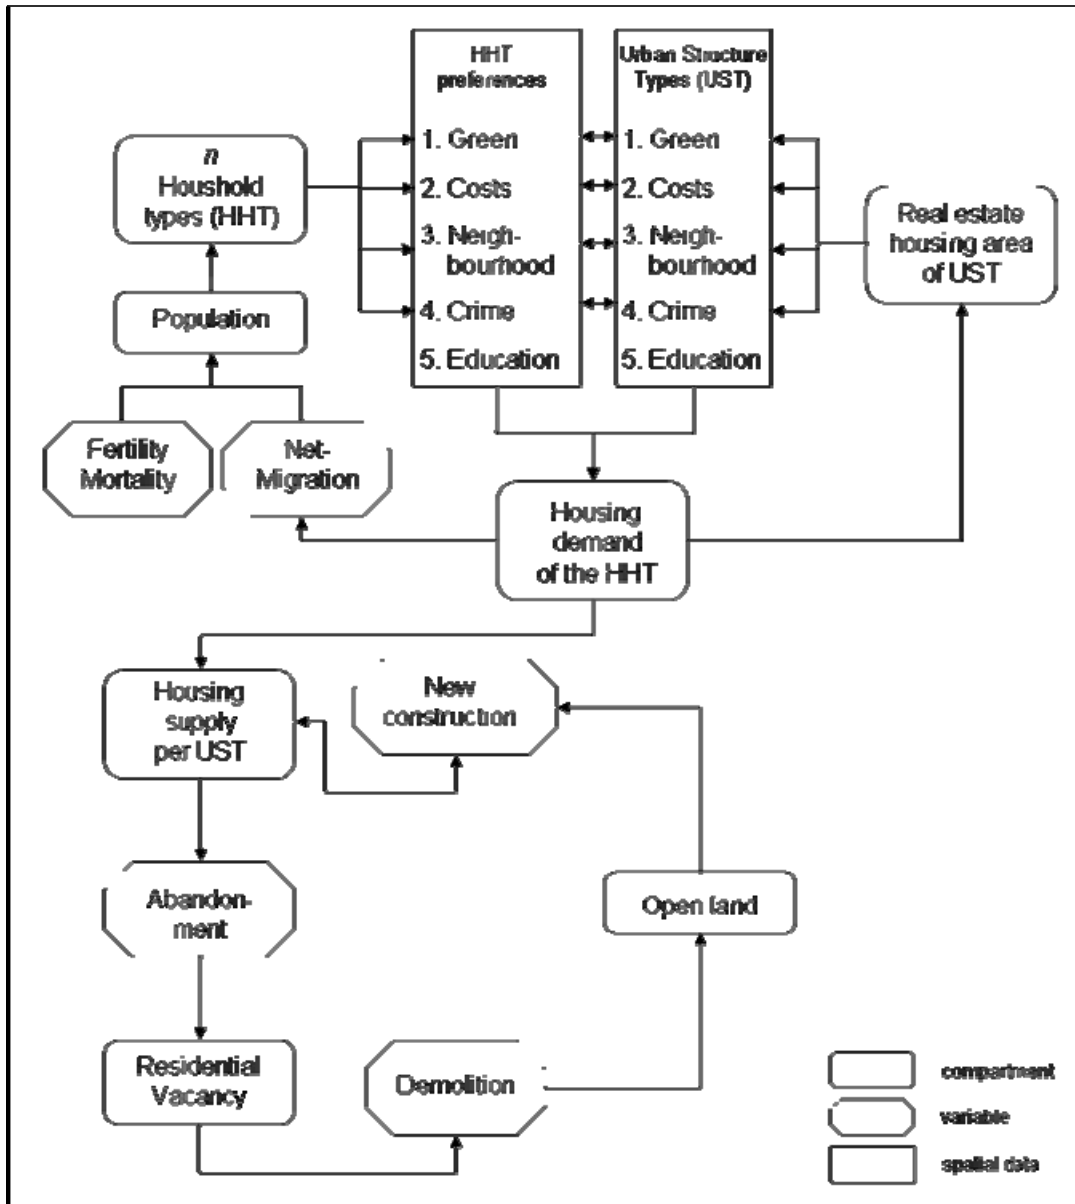 HHT
preferences
1. Green
2. Costs
3. Neigh-
bourhood
4. Crime
5. Education
Urban Structure
Types (UST)
1. Green
2. Costs
3. Neigh-
bourhood
4. Crime
5. Education
n
Houshold
types (HHT)
Population
Fertility
Mortality
Net-
Migration
Real estate
housing area
of UST
Housing
demand
of the HHT
Housing
supply
per UST
New
construction
Abandon-
ment
Open land
Residential
Vacancy
Demolition
compartment
variable
spatial data